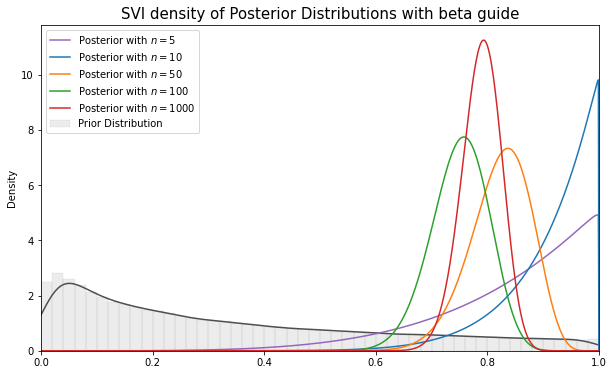 SVI density of Posterior Distributions with beta guide
Posterior with n = 5
Posterior with n = 10
Posterior with n = 50
Posterior with n = 100
Posterior with n = 1000
Prior Distribution
Density
10
8
6
4
2
0
0.0 0.2 0.4 0.6 0.8 1.0